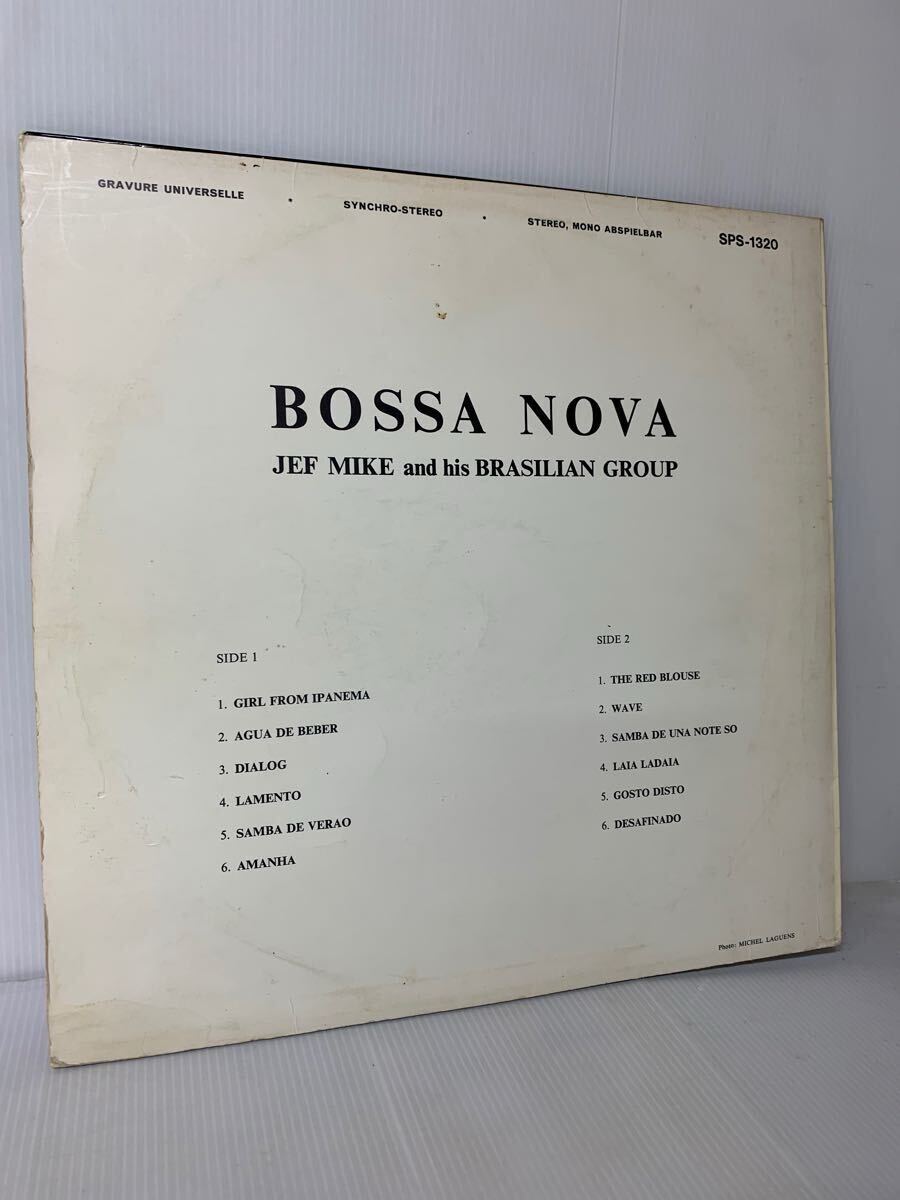 GRAVURE UNIVERSELLE • SYNCHRO-STEREO • STEREO, MONO ABSPIELBAR SPS-1320
BOSSA NOVA
JEF MIKE and his BRASILIAN GROUP
SIDE 1
1. GIRL FROM IPANEMA
2. AGUA DE BEBER
3. DIALOG
4. LAMENTO
5. SAMBA DE VERAO
6. AMANHA
SIDE 2
1. THE RED BLOUSE
2. WAVE
3. SAMBA DE UNA NOTE SO
4. LAIA LADAIA
5. GOSTO DISTO
6. DESAFINADO
Photo: MICHEL LAGUENS